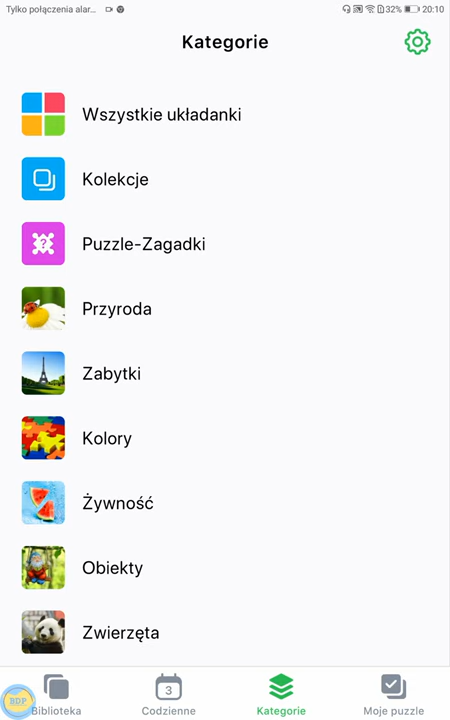 Tylko połączenia alar... 32% 20:10
Kategorie
Wszystkie układanki
Kolekcje
Puzzle-Zagadki
?
Przyroda
Zabytki
Kolory
Żywność
Obiekty
Zwierzęta
3
BDP
Biblioteka Codzienne Kategorie Moje puzzle